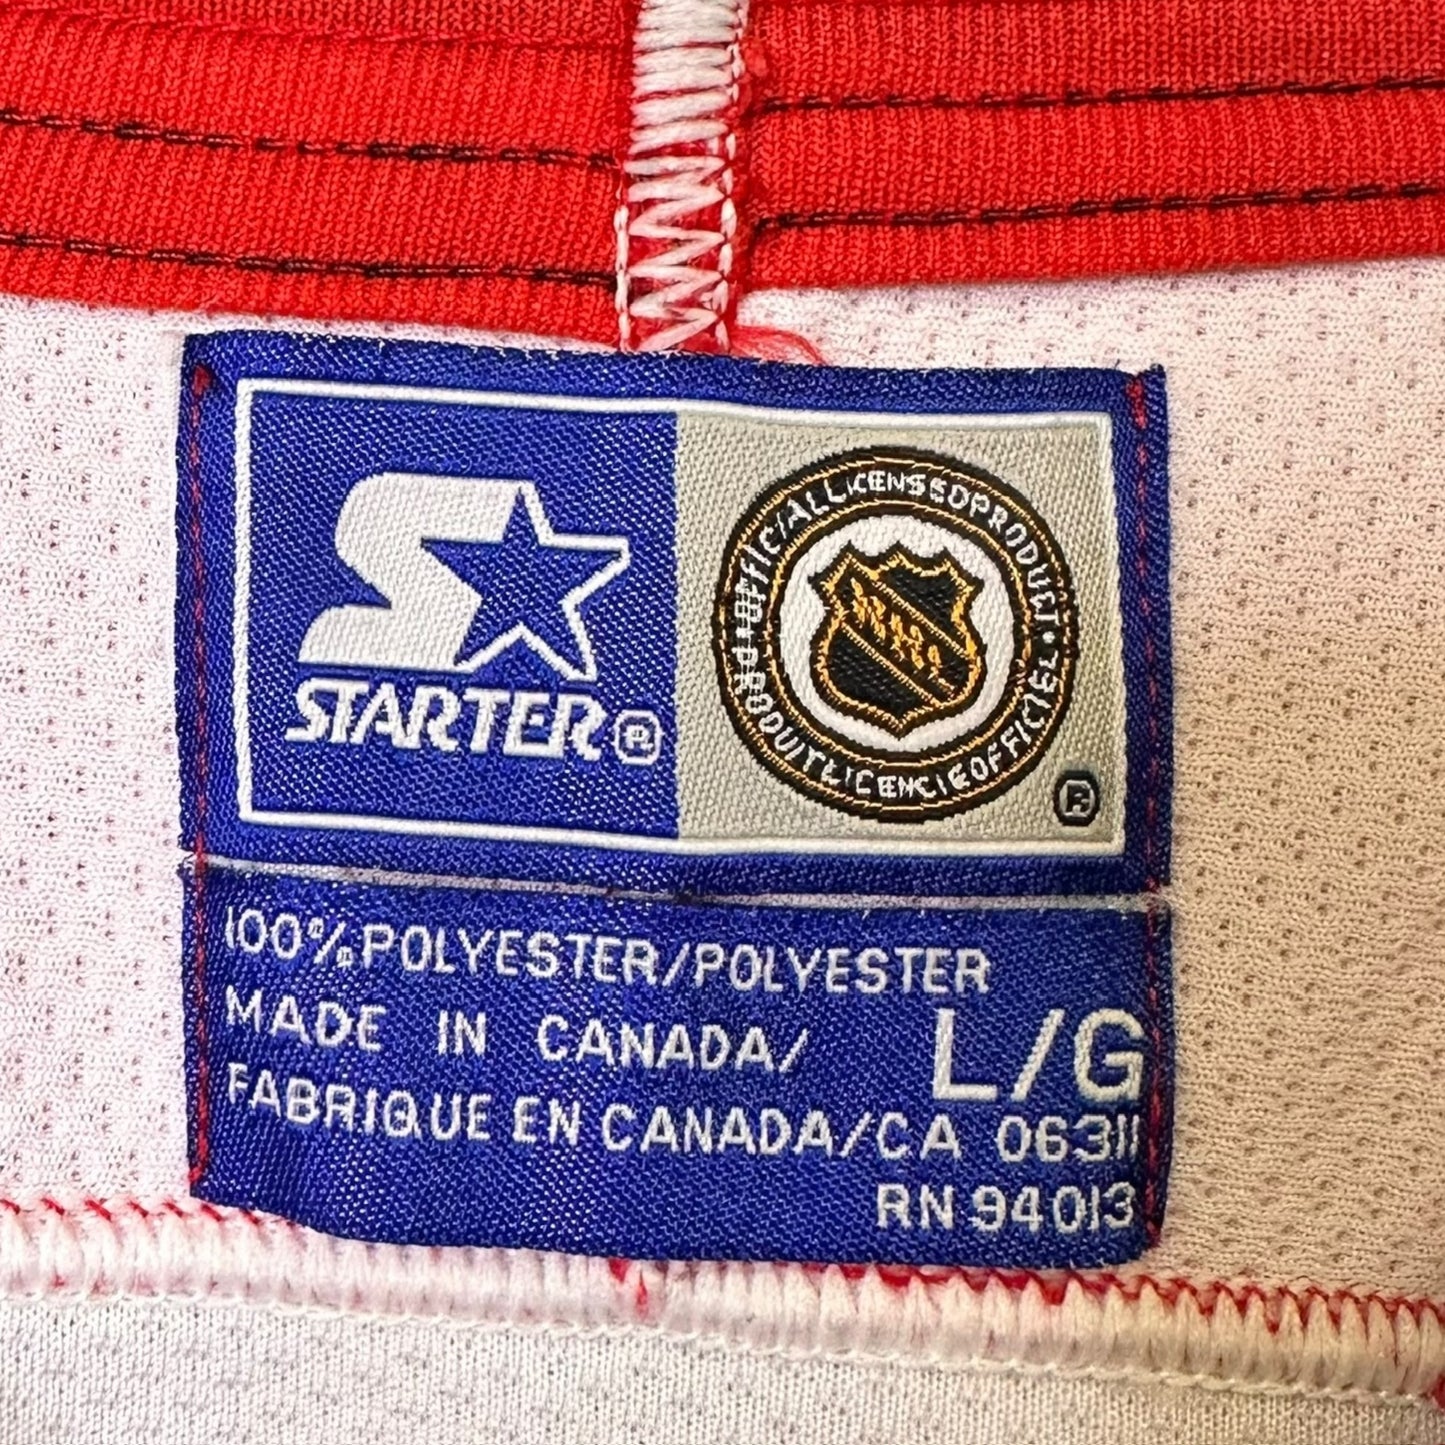 STARTER®
OFFICIAL LICENSED PRODUCT • PRODUIT LICENCIE OFFICIEL •
®
100% POLYESTER/POLYESTER
MADE IN CANADA/ L/G
FABRIQUE EN CANADA/CA 06311
RN 94013